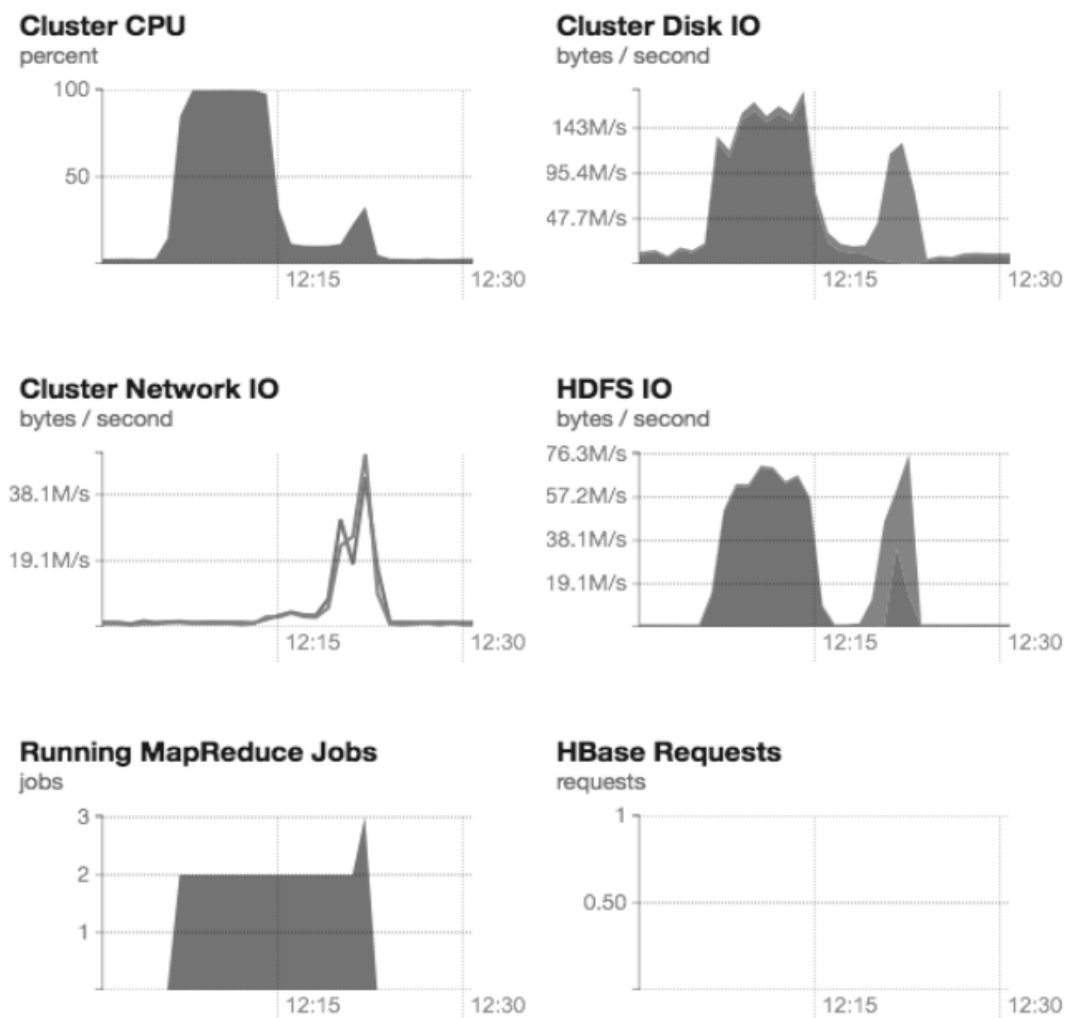 Cluster CPU
percent
100
50
12:15
12:30
Cluster Disk IO
bytes / second
143M/s
95.4M/s
47.7M/s
12:15
12:30
Cluster Network IO
bytes / second
38.1M/s
19.1M/s
12:15
12:30
HDFS IO
bytes / second
76.3M/s
57.2M/s
38.1M/s
19.1M/s
12:15
12:30
Running MapReduce Jobs
jobs
3
2
1
12:15
12:30
HBase Requests
requests
1
0.50
12:15
12:30